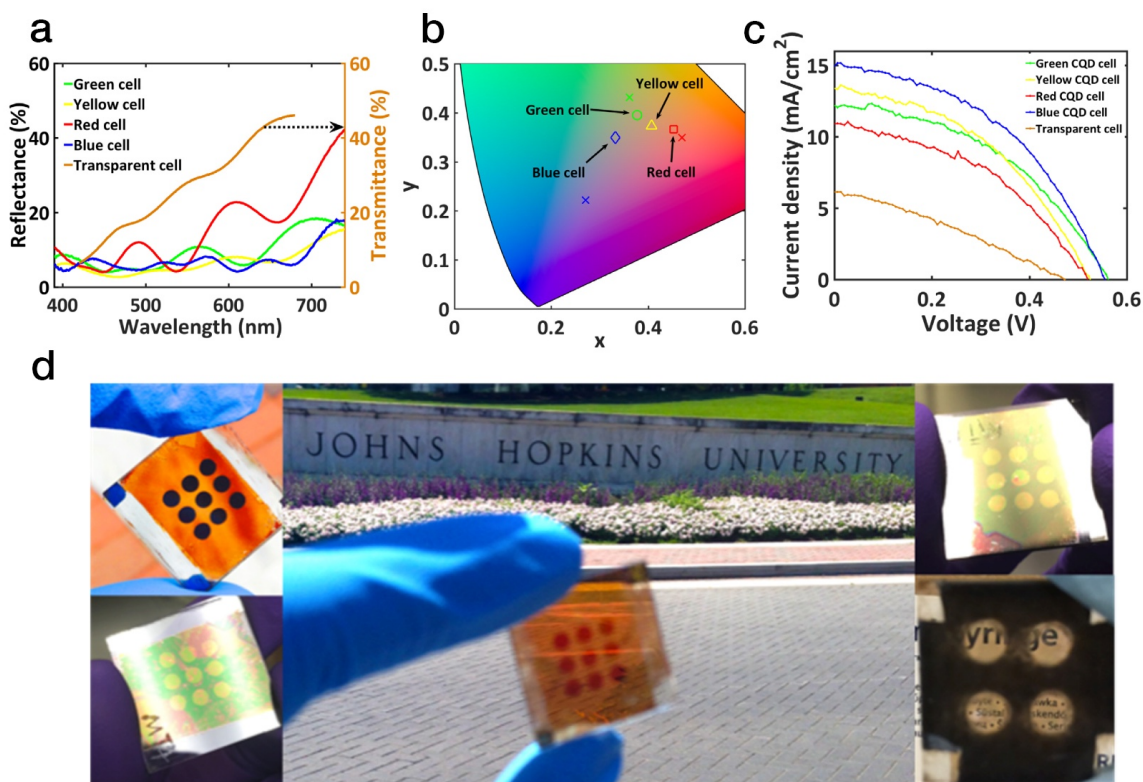 a
Reflectance (%)
60
40
20
0
Green cell
Yellow cell
Red cell
Blue cell
Transparent cell
60
40
20
0
Transmittance (%)
400 500 600 700
Wavelength (nm)
b
y
0.5
0.4
0.3
0.2
0.1
0
Green cell
Yellow cell
Blue cell
Red cell
0 0.2 0.4 0.6
x
c
Current density (mA/cm²)
15
10
5
0
Green CQD cell
Yellow CQD cell
Red CQD cell
Blue CQD cell
Transparent cell
0 0.2 0.4 0.6
Voltage (V)
d
JOHNS HOPKINS UNIVERSITY
yringe